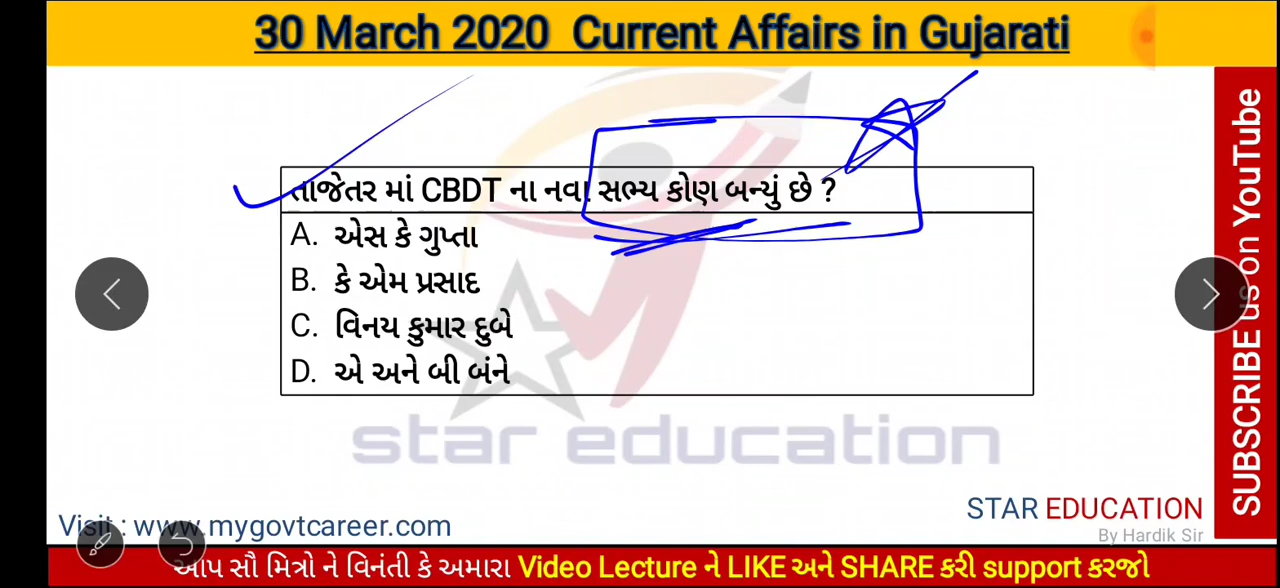 30 March 2020 Current Affairs in Gujarati
તાજેતર માં CBDT ના નવા સભ્ય કોણ બન્યું છે ?
A. એસ કે ગુપ્તા
B. કે એમ પ્રસાદ
C. વિનય કુમાર દુબે
D. એ અને બી બંને
star education
SUBSCRIBE us on YouTube
STAR EDUCATION
Visit : www.mygovtcareer.com
By Hardik Sir
આપ સૌ મિત્રો ને વિનંતી કે અમારા Video Lecture ને LIKE અને SHARE કરી support કરજો